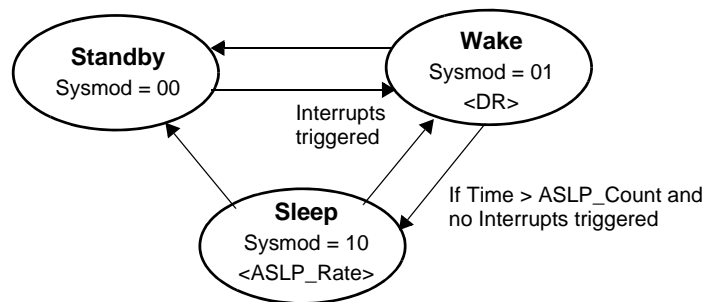 Standby
Sysmod = 00
Wake
Sysmod = 01
<DR>
Interrupts
triggered
If Time > ASLP_Count and
no Interrupts triggered
Sleep
Sysmod = 10
<ASLP_Rate>